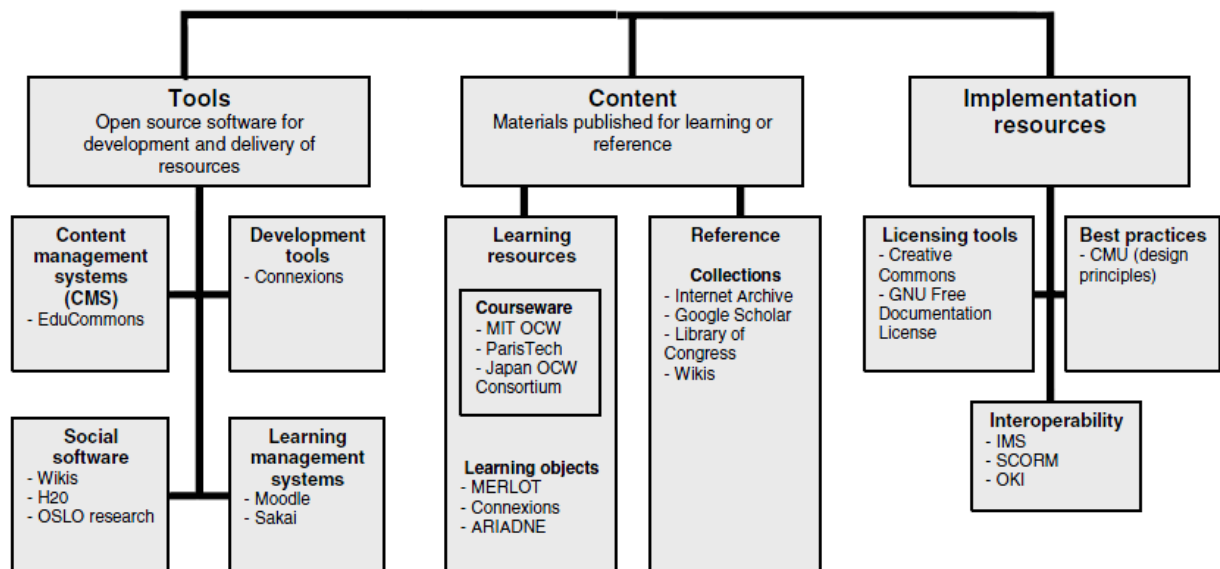 Tools
Open source software for
development and delivery of
resources
Content
Materials published for learning or
reference
Implementation
resources
Content
management
systems
(CMS)
- EduCommons
Development
tools
- Connexions
Social
software
- Wikis
- H20
- OSLO research
Learning
management
systems
- Moodle
- Sakai
Learning
resources
Courseware
- MIT OCW
- ParisTech
- Japan OCW
Consortium
Learning objects
- MERLOT
- Connexions
- ARIADNE
Reference
Collections
- Internet Archive
- Google Scholar
- Library of
Congress
- Wikis
Licensing tools
- Creative
Commons
- GNU Free
Documentation
License
Best practices
- CMU (design
principles)
Interoperability
- IMS
- SCORM
- OKI